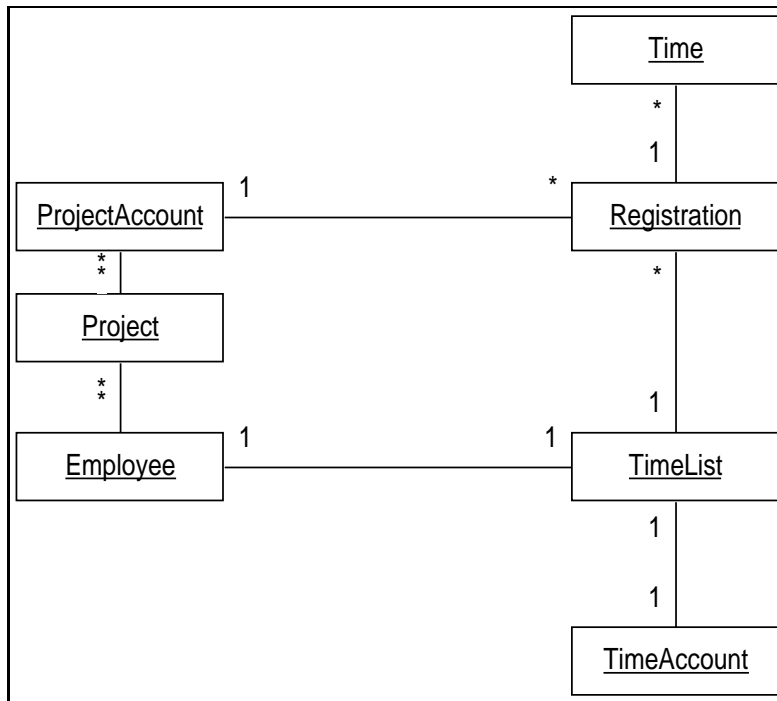 Time
*
1
1
*
ProjectAccount
Registration
*
*
*
Project
*
*
1
1
1
Employee
TimeList
1
1
TimeAccount